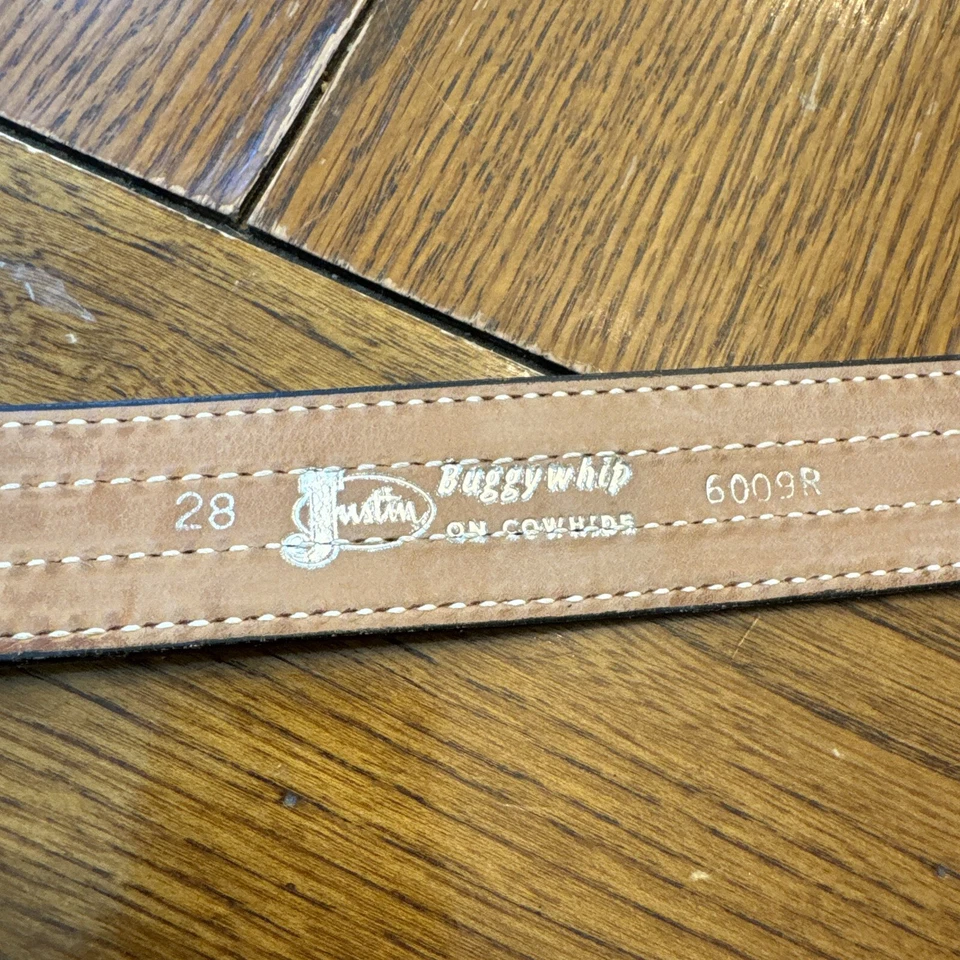 28
Justin
Buggywhip
ON COWHIDE
6009R